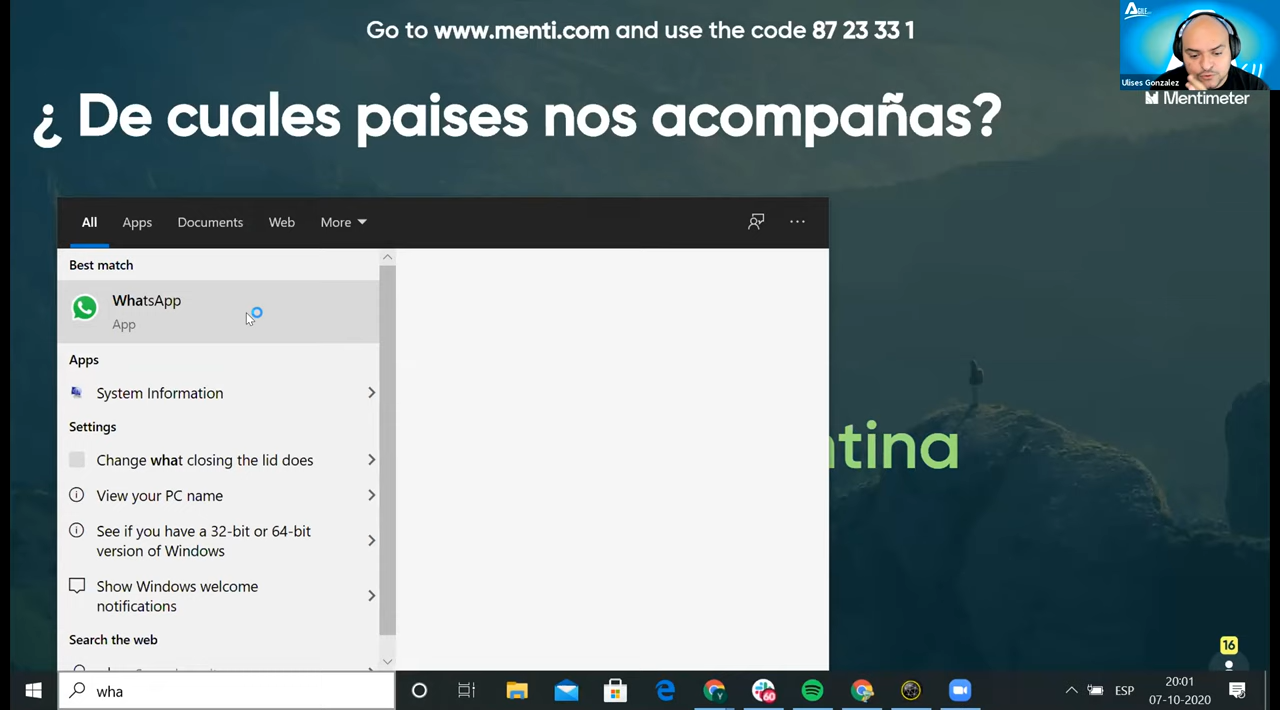 Go to www.menti.com and use the code 87 23 33 1
Ulises Gonzalez
Mentimeter
¿ De cuales paises nos acompañas?
All Apps Documents Web More
Best match
WhatsApp
App
Apps
System Information
Settings
Change what closing the lid does
View your PC name
See if you have a 32-bit or 64-bit
version of Windows
Show Windows welcome
notifications
Search the web
ntina
16
wha
60
ESP
20:01
07-10-2020